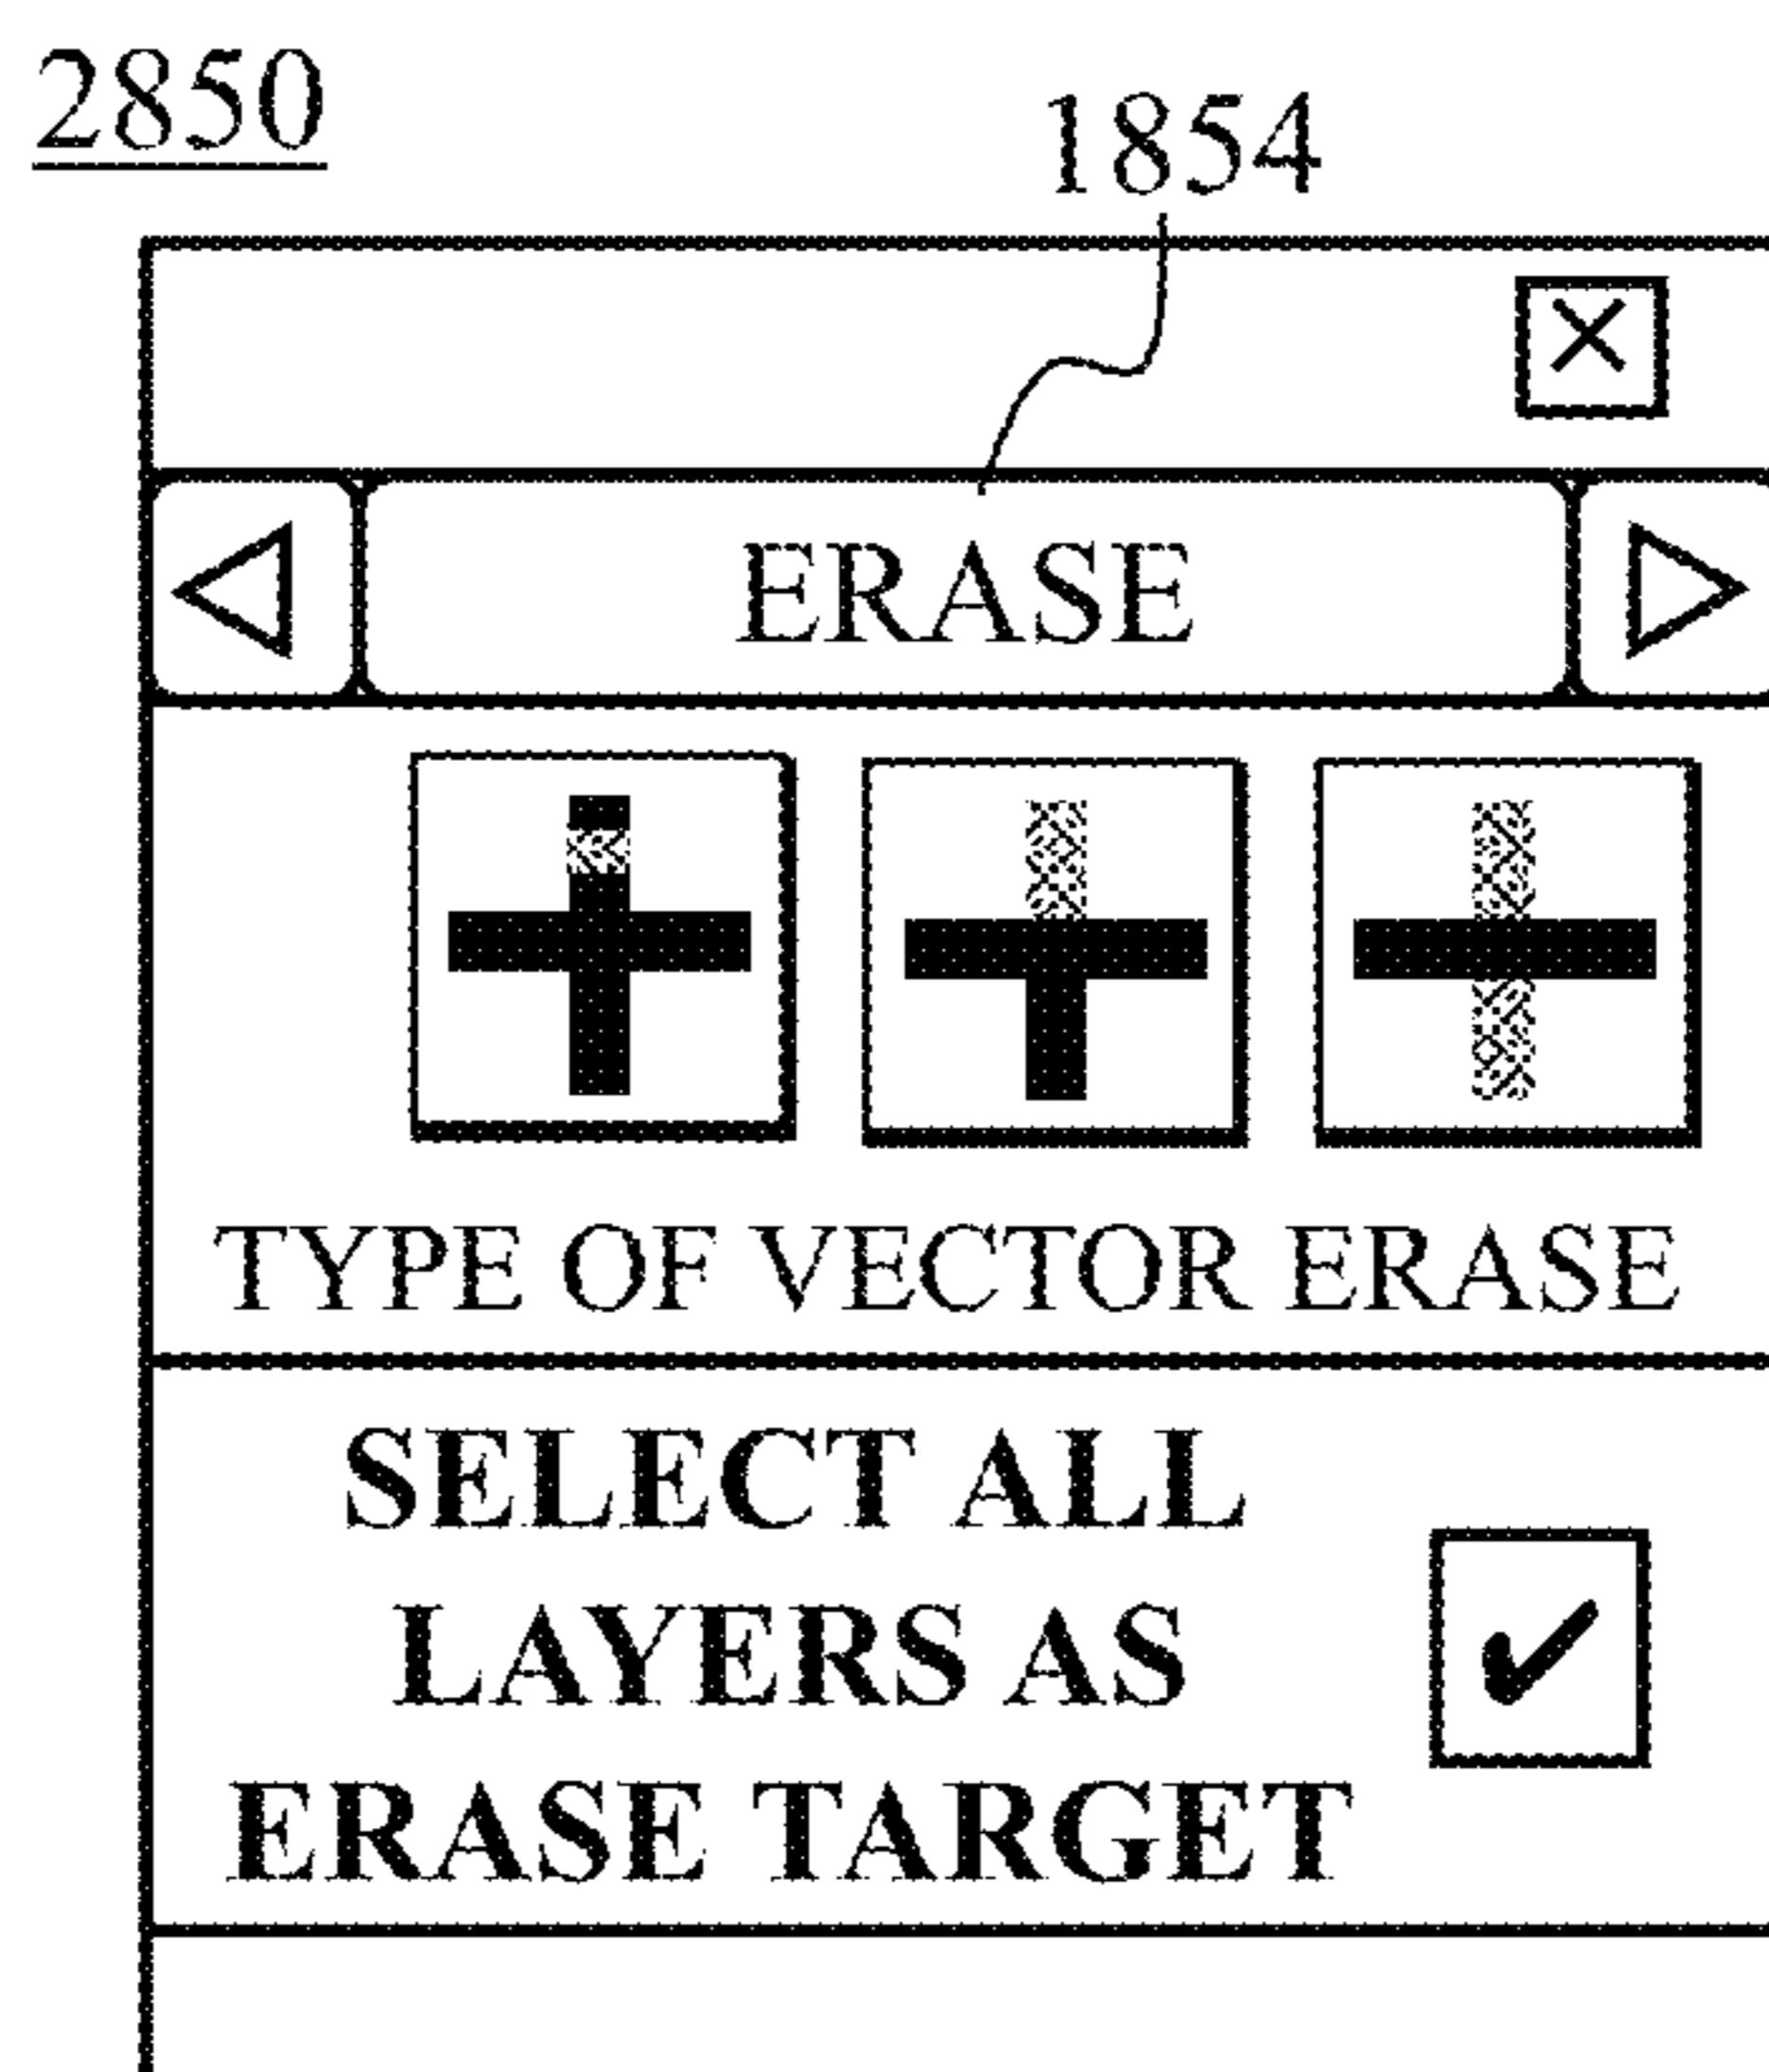 2850
1854
ERASE
TYPE OF VECTOR ERASE
SELECT ALL
LAYERS AS
ERASE TARGET